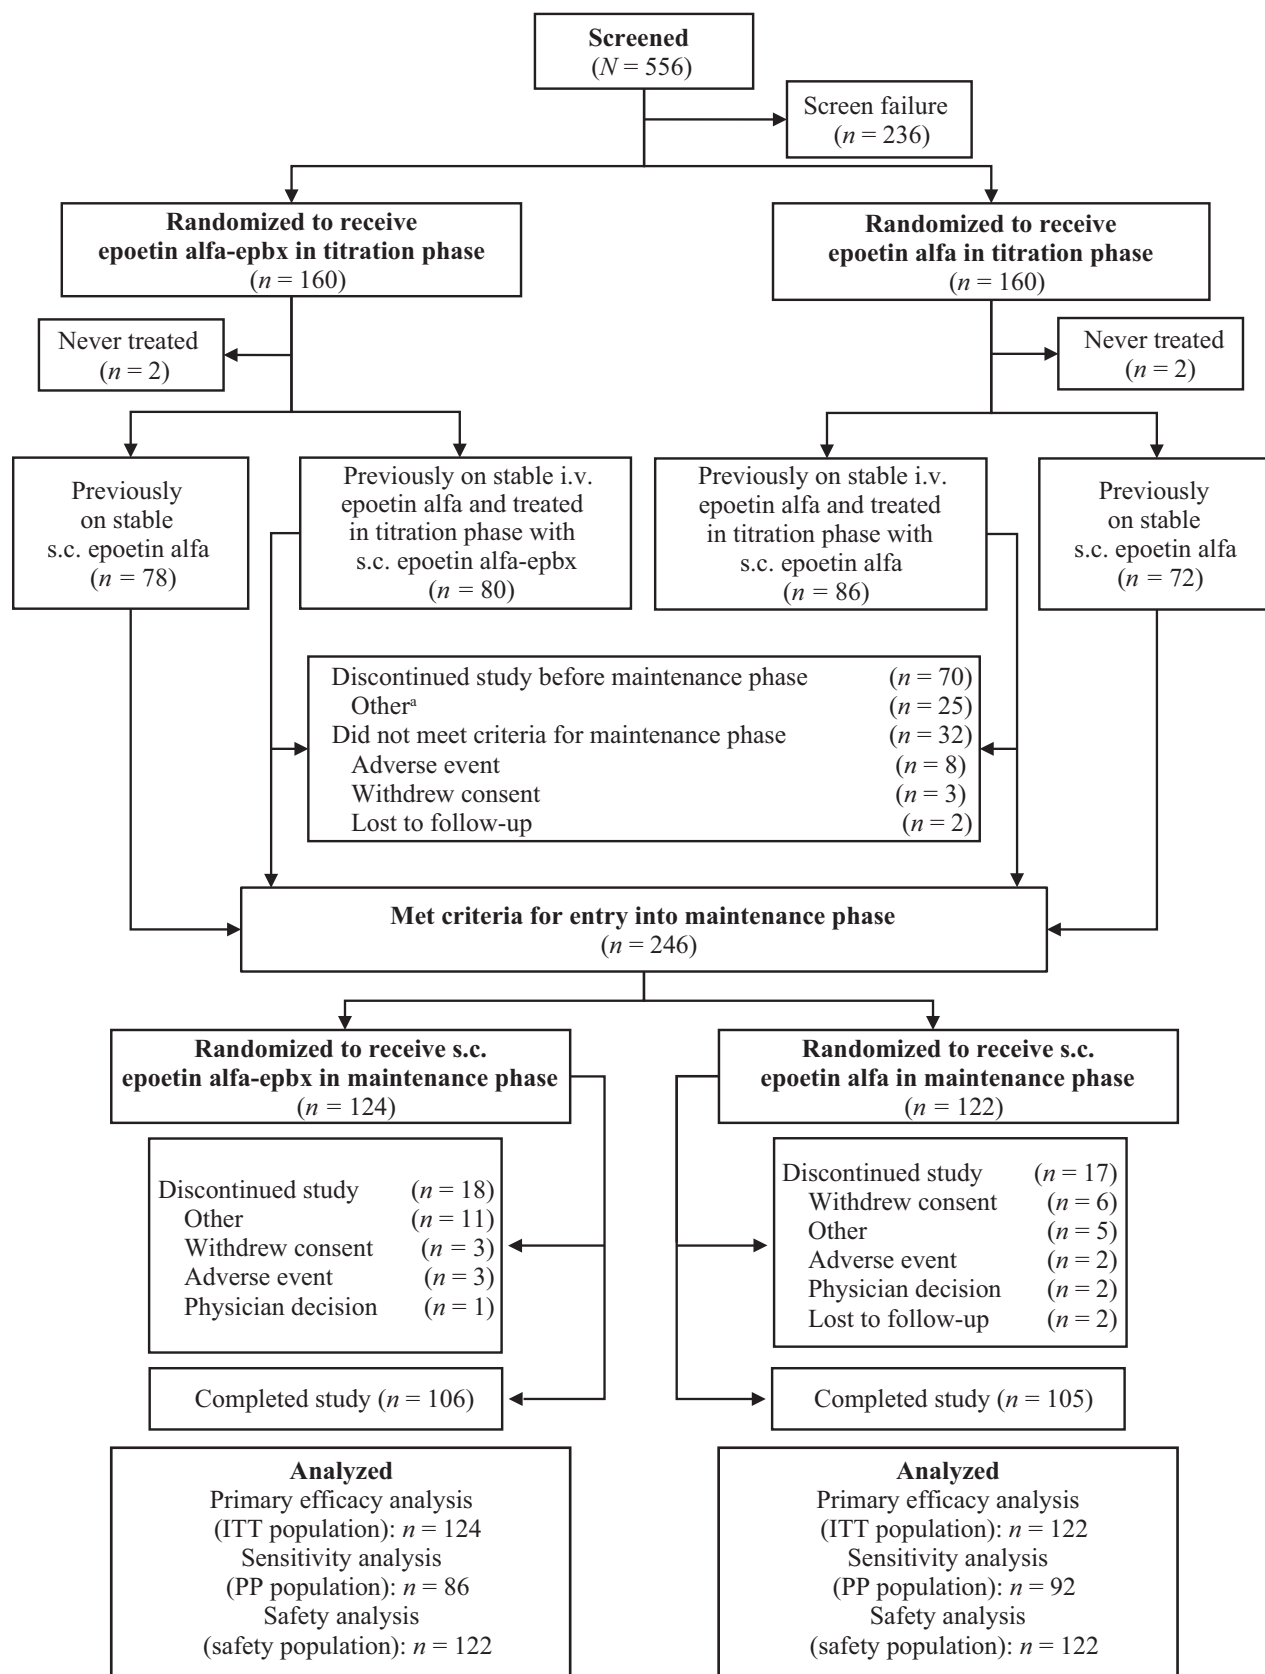 Screened
(N = 556)
Screen failure
(n = 236)
Randomized to receive
epoetin alfa-epbx in titration phase
(n = 160)
Randomized to receive
epoetin alfa in titration phase
(n = 160)
Never treated
(n = 2)
Never treated
(n = 2)
Previously
on stable
s.c. epoetin alfa
(n = 78)
Previously on stable i.v.
epoetin alfa and treated
in titration phase with
s.c. epoetin alfa-epbx
(n = 80)
Previously on stable i.v.
epoetin alfa and treated
in titration phase with
s.c. epoetin alfa
(n = 86)
Previously
on stable
s.c. epoetin alfa
(n = 72)
Discontinued study before maintenance phase (n = 70)
Otherᵃ (n = 25)
Did not meet criteria for maintenance phase (n = 32)
Adverse event (n = 8)
Withdrew consent (n = 3)
Lost to follow-up (n = 2)
Met criteria for entry into maintenance phase
(n = 246)
Randomized to receive s.c.
epoetin alfa-epbx in maintenance phase
(n = 124)
Randomized to receive s.c.
epoetin alfa in maintenance phase
(n = 122)
Discontinued study (n = 18)
Other (n = 11)
Withdrew consent (n = 3)
Adverse event (n = 3)
Physician decision (n = 1)
Discontinued study (n = 17)
Withdrew consent (n = 6)
Other (n = 5)
Adverse event (n = 2)
Physician decision (n = 2)
Lost to follow-up (n = 2)
Completed study (n = 106)
Completed study (n = 105)
Analyzed
Primary efficacy analysis
(ITT population): n = 124
Sensitivity analysis
(PP population): n = 86
Safety analysis
(safety population): n = 122
Analyzed
Primary efficacy analysis
(ITT population): n = 122
Sensitivity analysis
(PP population): n = 92
Safety analysis
(safety population): n = 122